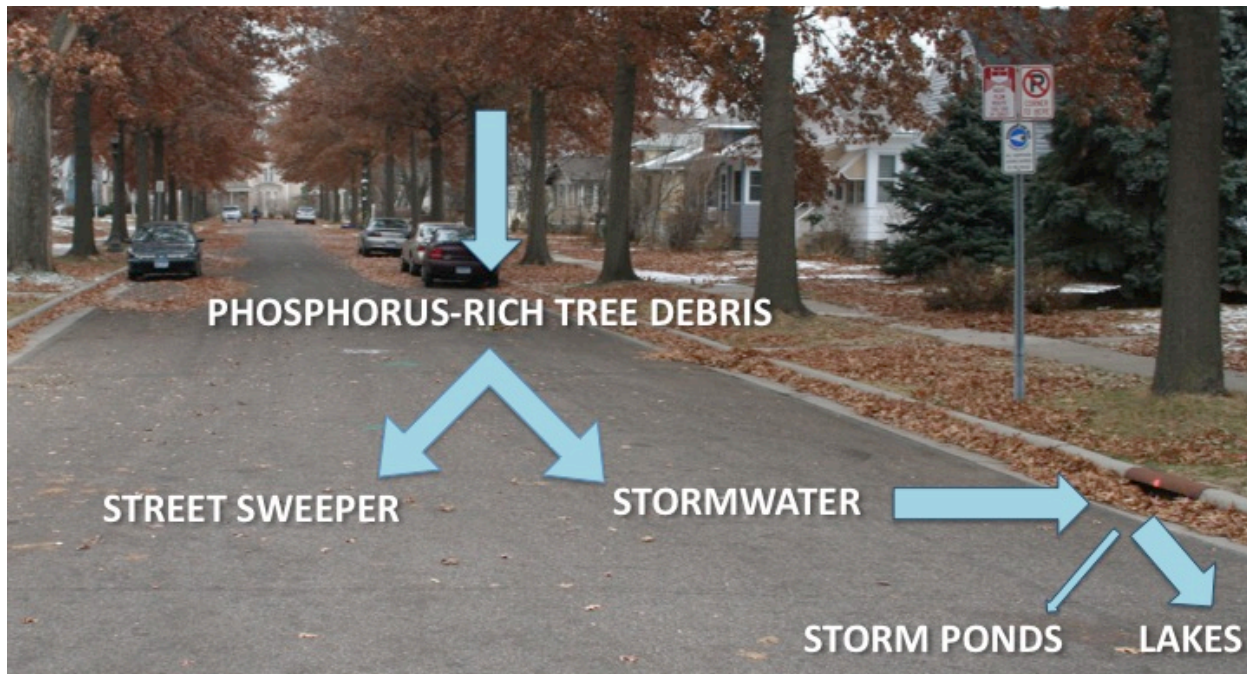 PHOSPHORUS-RICH TREE DEBRIS
STREET SWEEPER
STORMWATER
STORM PONDS
LAKES